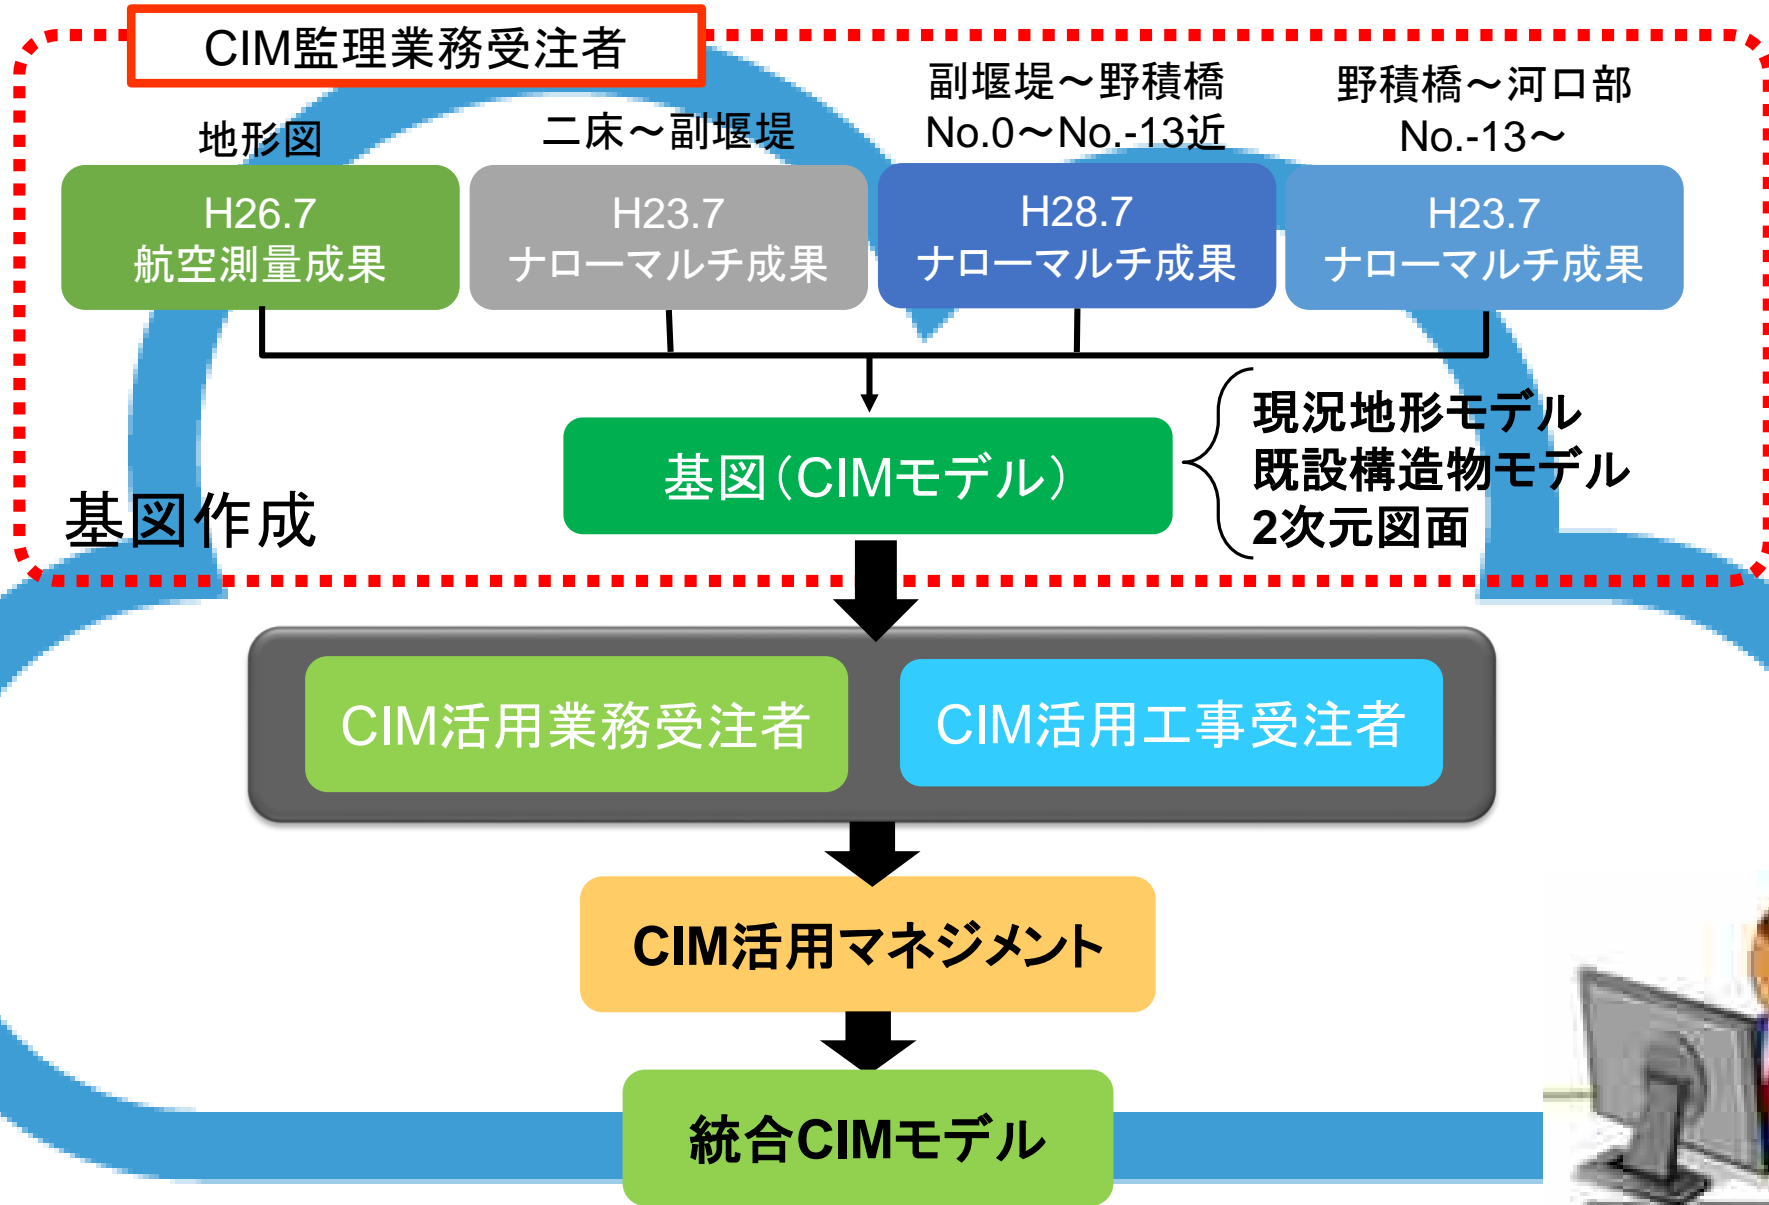 CIM監理業務受注者
地形図
二床～副堰堤
副堰堤～野積橋
No.0～No.-13近
野積橋～河口部
No.-13～
H26.7
航空測量成果
H23.7
ナローマルチ成果
H28.7
ナローマルチ成果
H23.7
ナローマルチ成果
基図（CIMモデル）
現況地形モデル
既設構造物モデル
2次元図面
基図作成
CIM活用業務受注者
CIM活用工事受注者
CIM活用マネジメント
統合CIMモデル